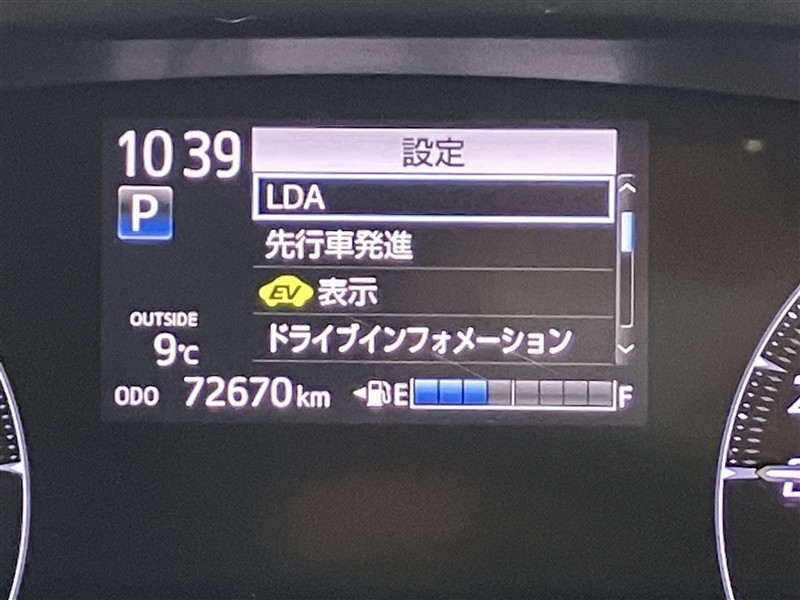 10 39
設定
P
LDA
先行車発進
EV 表示
ドライブインフォメーション
OUTSIDE
9℃
ODO 72670 km
E F